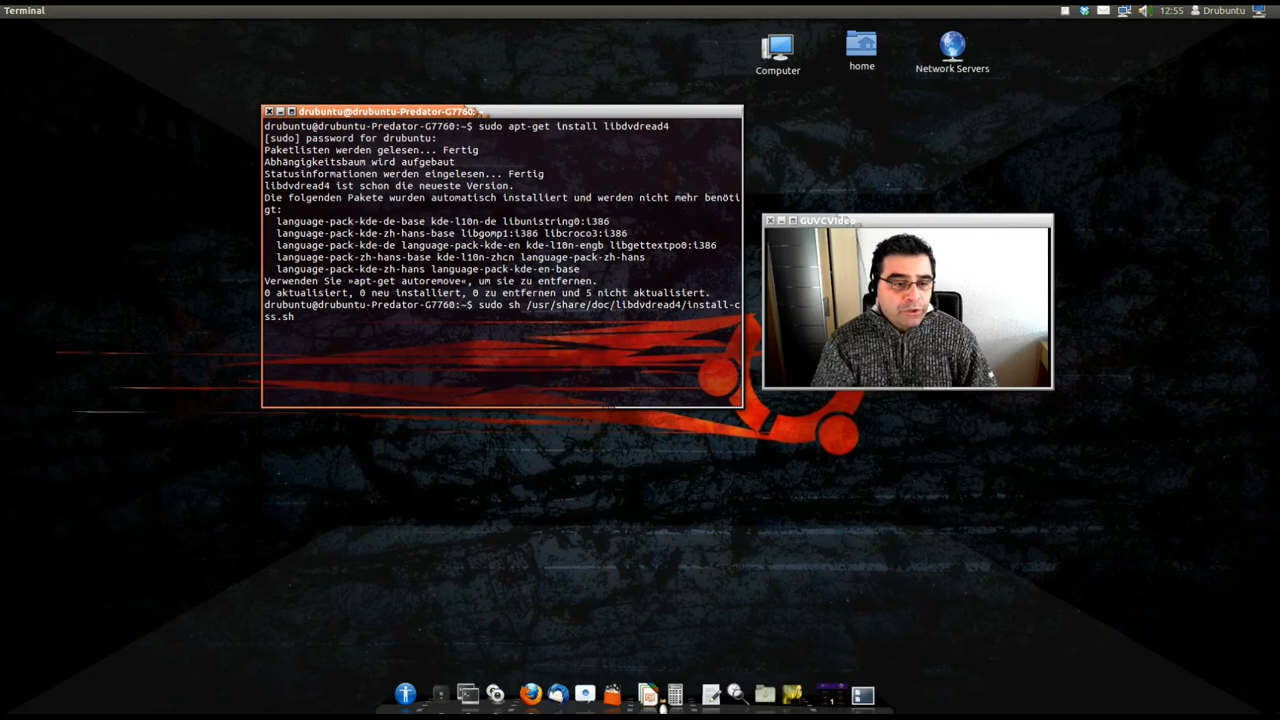 Terminal
12:55
Drubuntu
Computer
home
Network Servers
drubuntu@drubuntu-Predator-G7760:
drubuntu@drubuntu-Predator-G7760:~$ sudo apt-get install libdvdread4
[sudo] password for drubuntu:
Paketlisten werden gelesen... Fertig
Abhängigkeitsbaum wird aufgebaut
Statusinformationen werden eingelesen... Fertig
libdvdread4 ist schon die neueste Version.
Die folgenden Pakete wurden automatisch installiert und werden nicht mehr benöti
gt:
language-pack-kde-de-base kde-l10n-de libunistring0:i386
language-pack-zh-hans-base libgomp1:i386 libcroco3:i386
language-pack-kde-de language-pack-kde-en kde-l10n-engb libgettextpo0:i386
language-pack-kde-zh-hans-base kde-l10n-zhcn language-pack-zh-hans
language-pack-kde-zh-hans language-pack-kde-en-base
Verwenden Sie »apt-get autoremove«, um sie zu entfernen.
0 aktualisiert, 0 neu installiert, 0 zu entfernen und 5 nicht aktualisiert.
drubuntu@drubuntu-Predator-G7760:~$ sudo sh /usr/share/doc/libdvdread4/install-c
ss.sh
GUVCVideo
1